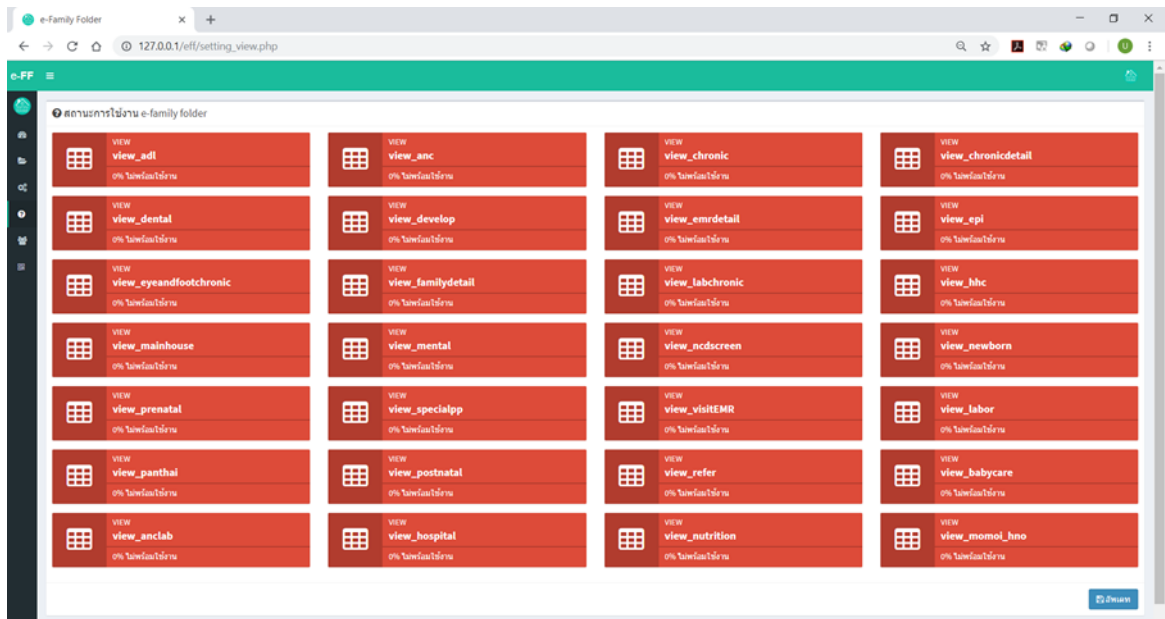 e-Family Folder
127.0.0.1/eff/setting_view.php
U
e-FF
สถานะการใช้งาน e-family folder
VIEW
view_adl
0% ไม่พร้อมใช้งาน
VIEW
view_anc
0% ไม่พร้อมใช้งาน
VIEW
view_chronic
0% ไม่พร้อมใช้งาน
VIEW
view_chronicdetail
0% ไม่พร้อมใช้งาน
VIEW
view_dental
0% ไม่พร้อมใช้งาน
VIEW
view_develop
0% ไม่พร้อมใช้งาน
VIEW
view_emrdetail
0% ไม่พร้อมใช้งาน
VIEW
view_epi
0% ไม่พร้อมใช้งาน
VIEW
view_eyeandfootchronic
0% ไม่พร้อมใช้งาน
VIEW
view_familydetail
0% ไม่พร้อมใช้งาน
VIEW
view_labchronic
0% ไม่พร้อมใช้งาน
VIEW
view_hhc
0% ไม่พร้อมใช้งาน
VIEW
view_mainhouse
0% ไม่พร้อมใช้งาน
VIEW
view_mental
0% ไม่พร้อมใช้งาน
VIEW
view_ncdscreen
0% ไม่พร้อมใช้งาน
VIEW
view_newborn
0% ไม่พร้อมใช้งาน
VIEW
view_prenatal
0% ไม่พร้อมใช้งาน
VIEW
view_specialpp
0% ไม่พร้อมใช้งาน
VIEW
view_visitEMR
0% ไม่พร้อมใช้งาน
VIEW
view_labor
0% ไม่พร้อมใช้งาน
VIEW
view_panthai
0% ไม่พร้อมใช้งาน
VIEW
view_postnatal
0% ไม่พร้อมใช้งาน
VIEW
view_refer
0% ไม่พร้อมใช้งาน
VIEW
view_babycare
0% ไม่พร้อมใช้งาน
VIEW
view_anclab
0% ไม่พร้อมใช้งาน
VIEW
view_hospital
0% ไม่พร้อมใช้งาน
VIEW
view_nutrition
0% ไม่พร้อมใช้งาน
VIEW
view_momoi_hno
0% ไม่พร้อมใช้งาน
อัพเดท